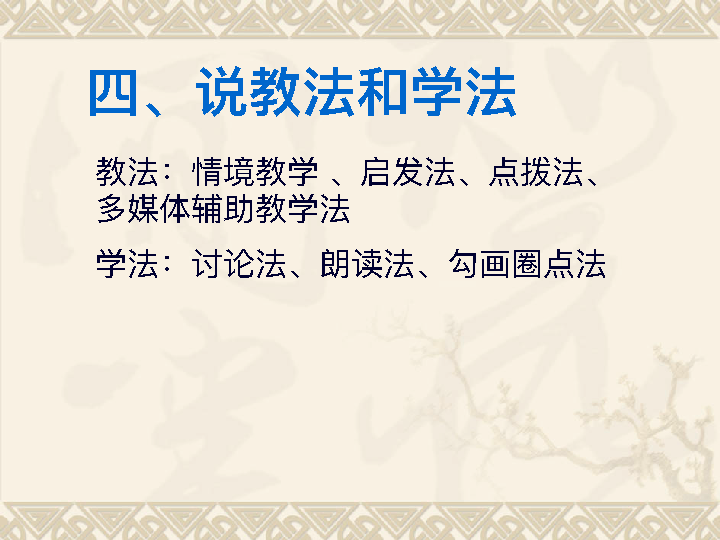 四、说教法和学法
教法：情境教学 、启发法、点拨法、
多媒体辅助教学法
学法：讨论法、朗读法、勾画圈点法